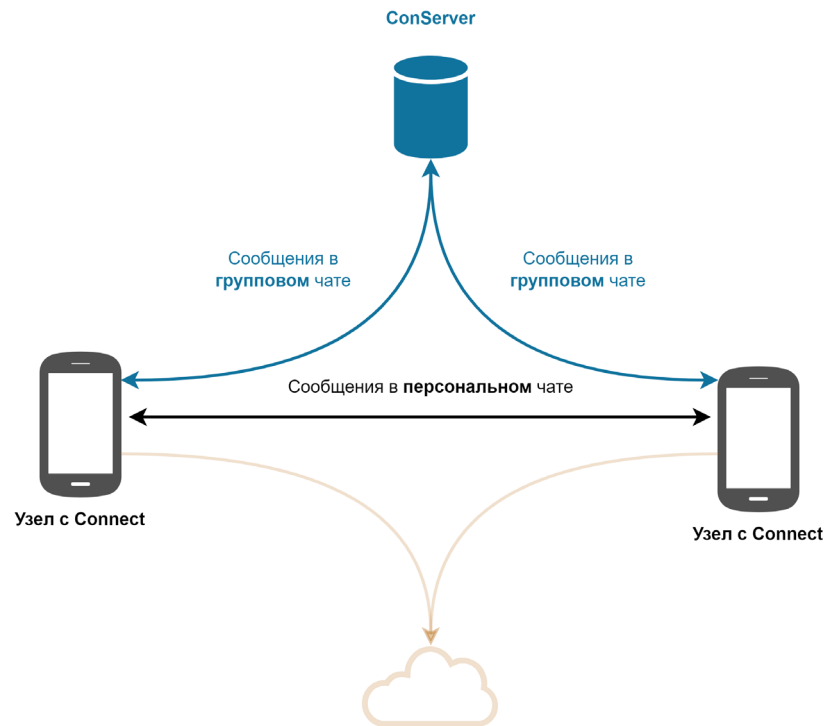 ConServer
Сообщения в
групповом чате
Сообщения в
групповом чате
Сообщения в персональном чате
Узел с Connect
Узел с Connect